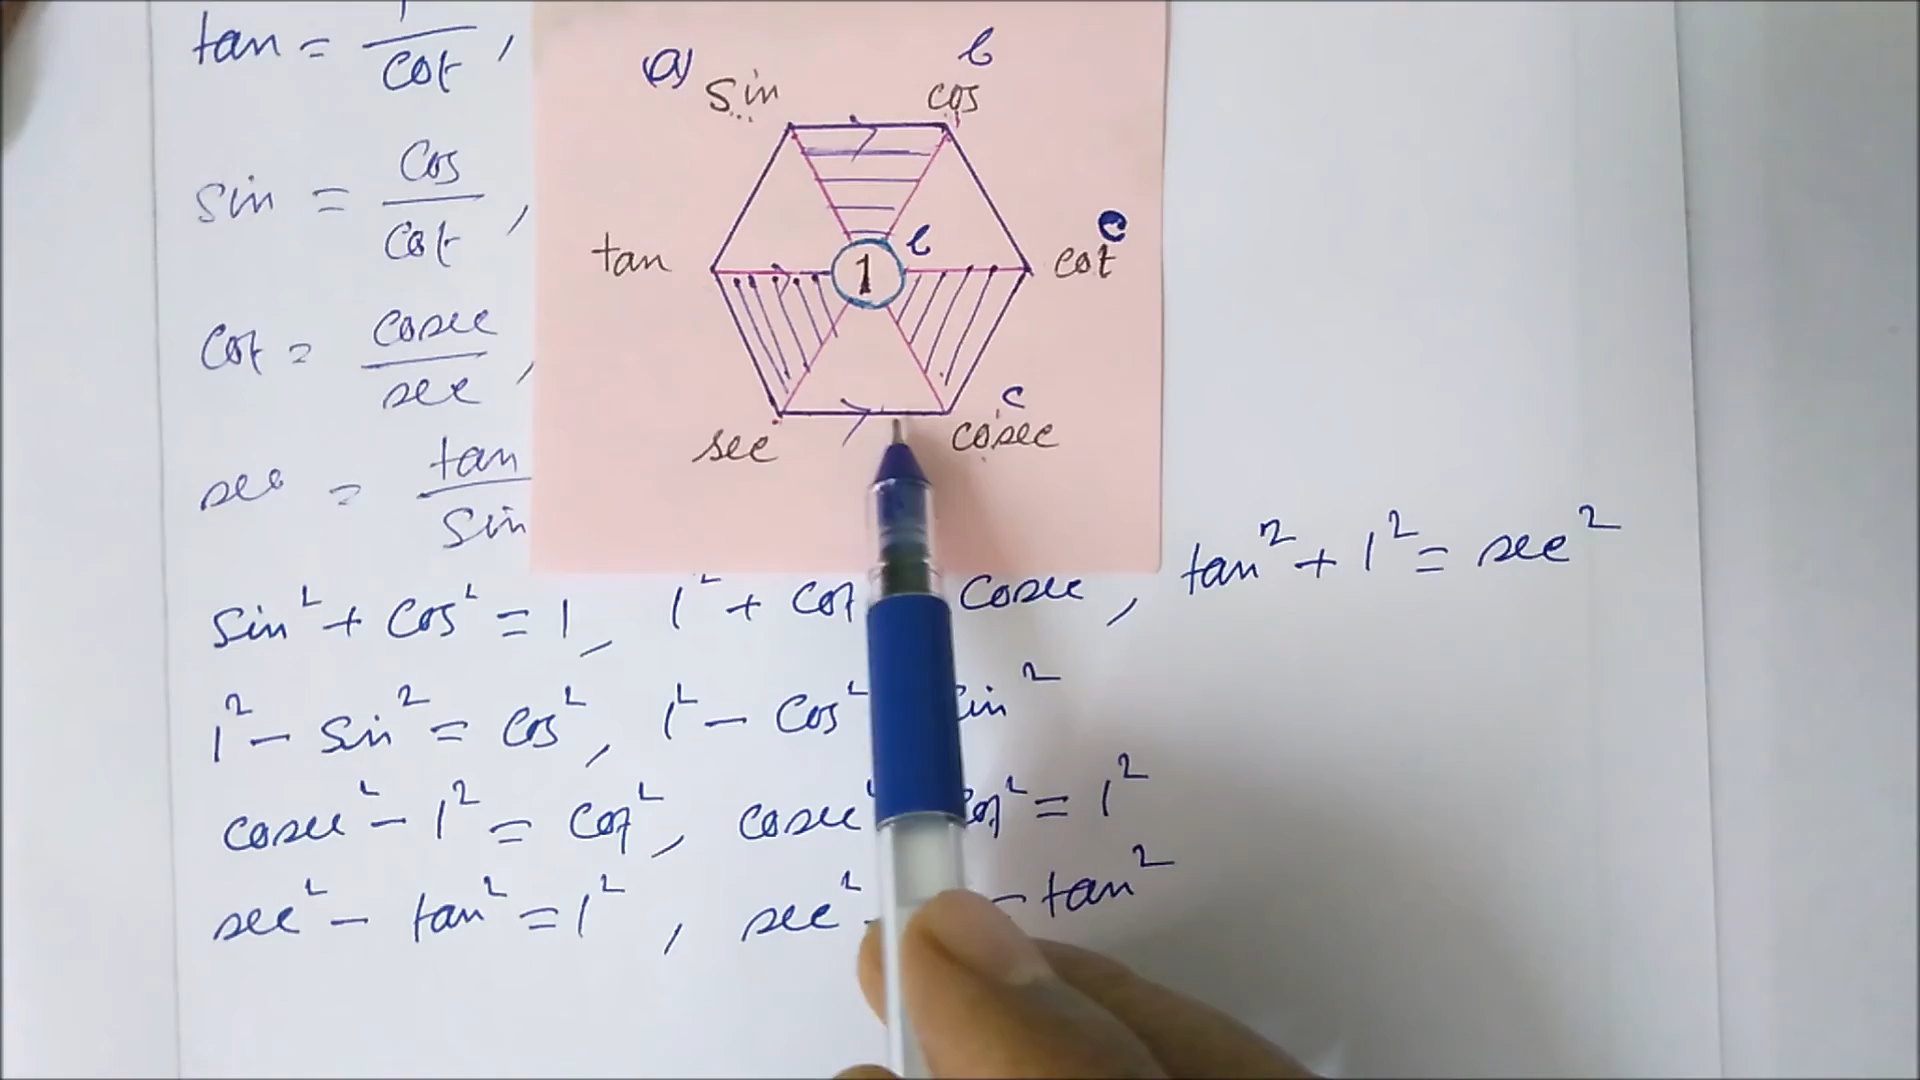 tan = 1/cot ,
a) sin b cos
sin = cos/cot ,
tan 1 b cot c
cot = cosec/sec ,
sec cosec c
sec = tan/sin
tan² + 1² = sec²
sin² + cos² = 1 , 1² + cot cosec ,
1² - sin² = cos² , 1² - cos² sin²
cosec² - 1² = cot² , cosec² cot² = 1²
sec² - tan² = 1² , sec² - = tan²